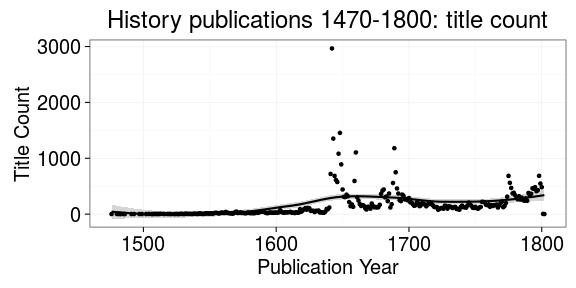 History publications 1470-1800: title count
Title Count
3000
2000
1000
0
1500 1600 1700 1800
Publication Year